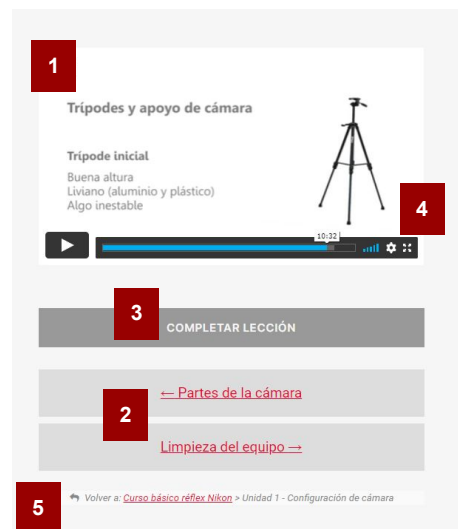 1
Trípodes y apoyo de cámara
Trípode inicial
Buena altura
Liviano (aluminio y plástico)
Algo inestable
4
10:32
3
COMPLETAR LECCIÓN
← Partes de la cámara
2
Limpieza del equipo →
5
Volver a: Curso básico réflex Nikon > Unidad 1 - Configuración de cámara